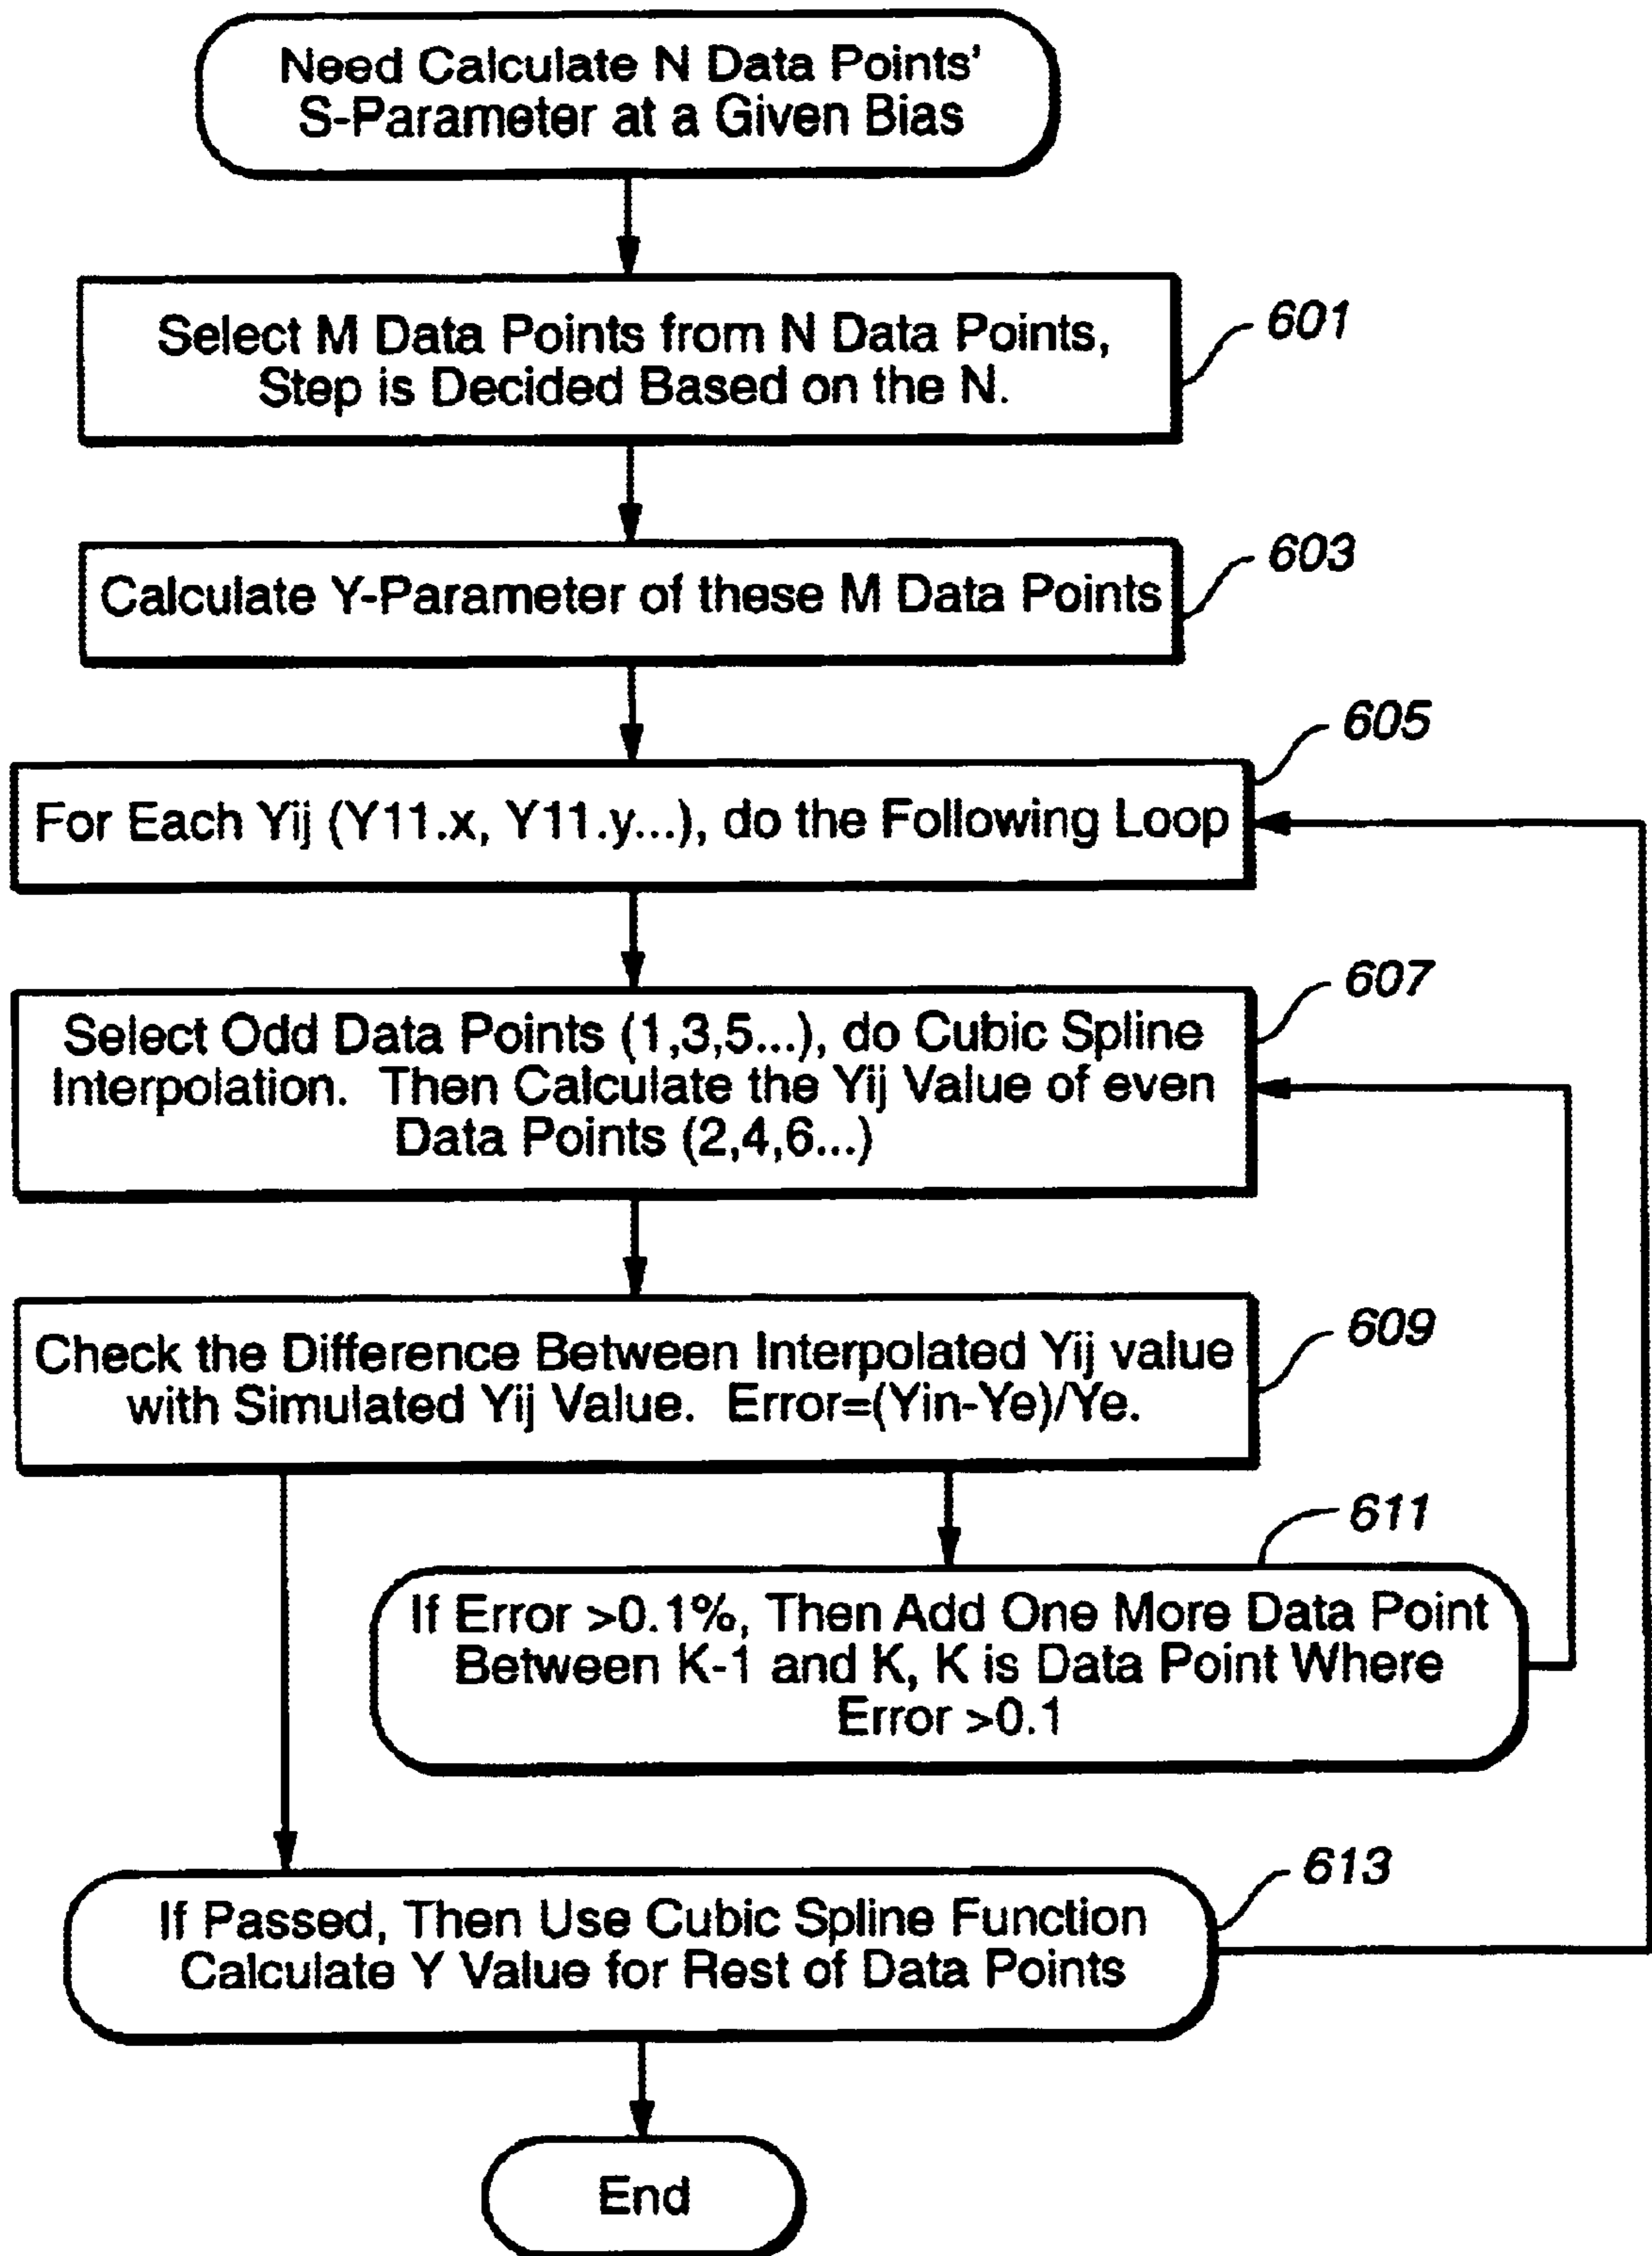 Need Calculate N Data Points'
S-Parameter at a Given Bias
Select M Data Points from N Data Points,
Step is Decided Based on the N.
601
Calculate Y-Parameter of these M Data Points
603
For Each Yij (Y11.x, Y11.y...), do the Following Loop
605
Select Odd Data Points (1,3,5...), do Cubic Spline
Interpolation. Then Calculate the Yij Value of even
Data Points (2,4,6...)
607
Check the Difference Between Interpolated Yij value
with Simulated Yij Value. Error=(Yin-Ye)/Ye.
609
If Error >0.1%, Then Add One More Data Point
Between K-1 and K, K is Data Point Where
Error >0.1
611
If Passed, Then Use Cubic Spline Function
Calculate Y Value for Rest of Data Points
613
End